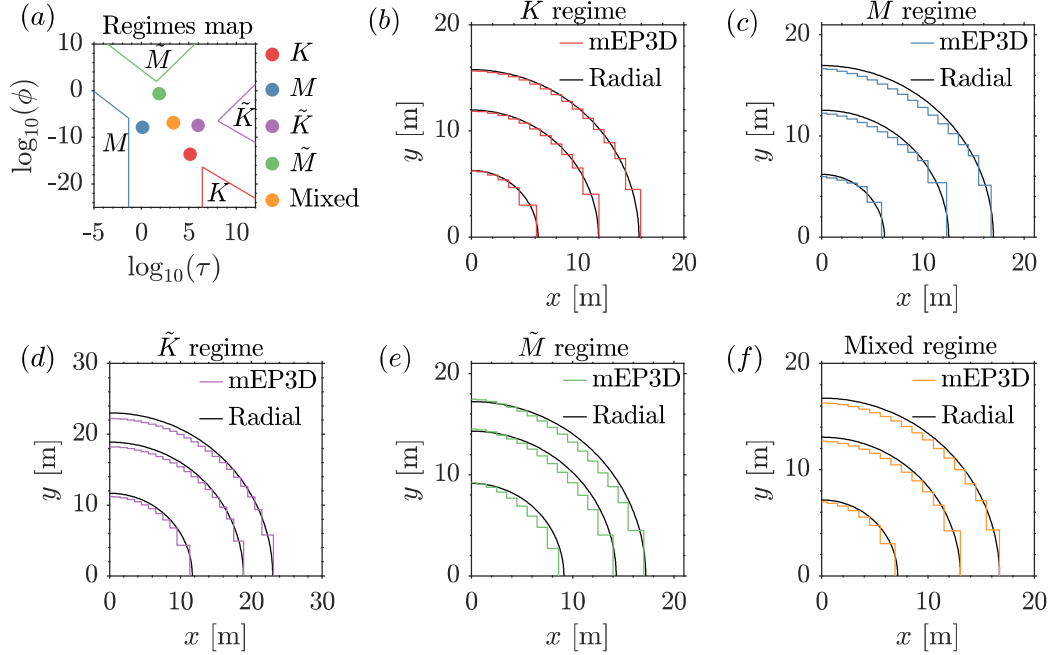 (a)
Regimes map
log₁₀(ϕ)
10
0
-10
-20
M̃
M
K̃
K
-5
0
5
10
log₁₀(τ)
K
M
K̃
M̃
Mixed
(b)
K regime
mEP3D
Radial
y [m]
20
10
0
0
10
20
x [m]
(c)
M regime
mEP3D
Radial
y [m]
20
10
0
0
10
20
x [m]
(d)
K̃ regime
mEP3D
Radial
y [m]
30
20
10
0
0
10
20
30
x [m]
(e)
M̃ regime
mEP3D
Radial
y [m]
20
10
0
0
10
20
x [m]
(f)
Mixed regime
mEP3D
Radial
y [m]
20
10
0
0
10
20
x [m]